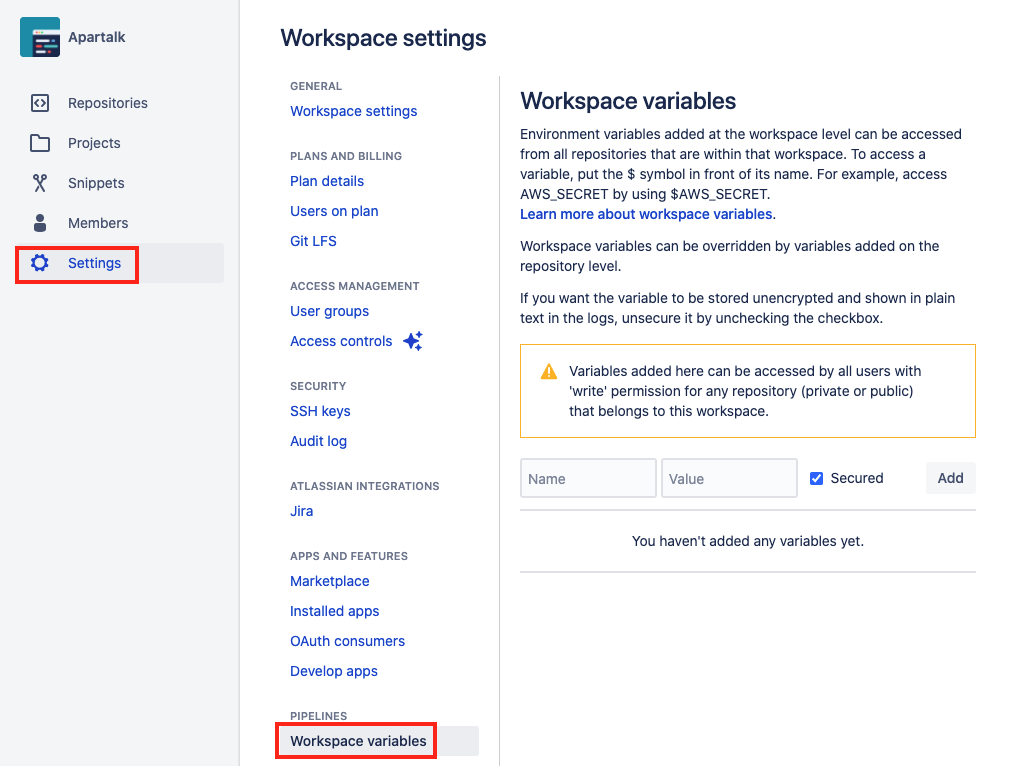 Apartalk
Repositories
Projects
Snippets
Members
Settings
Workspace settings
GENERAL
Workspace settings
PLANS AND BILLING
Plan details
Users on plan
Git LFS
ACCESS MANAGEMENT
User groups
Access controls
SECURITY
SSH keys
Audit log
ATLASSIAN INTEGRATIONS
Jira
APPS AND FEATURES
Marketplace
Installed apps
OAuth consumers
Develop apps
PIPELINES
Workspace variables
Workspace variables
Environment variables added at the workspace level can be accessed
from all repositories that are within that workspace. To access a
variable, put the $ symbol in front of its name. For example, access
AWS_SECRET by using $AWS_SECRET.
Learn more about workspace variables.
Workspace variables can be overridden by variables added on the
repository level.
If you want the variable to be stored unencrypted and shown in plain
text in the logs, unsecure it by unchecking the checkbox.
Variables added here can be accessed by all users with
'write' permission for any repository (private or public)
that belongs to this workspace.
Name Value Secured Add
You haven't added any variables yet.